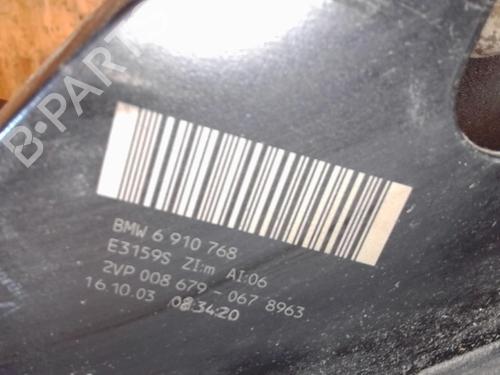 B-PARTS
BMW 6 910 768
E3159S ZI:m AI:06
2VP 008 679 - 067 8963
16.10.03 08:34:20